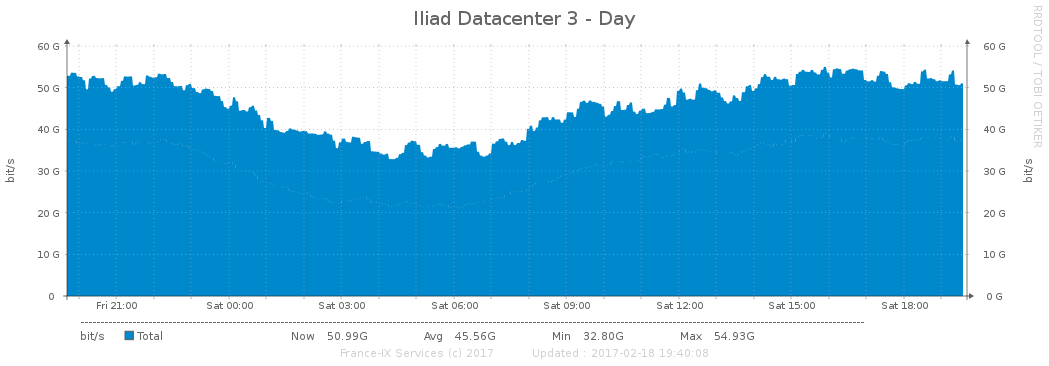 Iliad Datacenter 3 - Day
RRDTOOL / TOBI OETIKER
60 G 60 G
50 G 50 G
40 G 40 G
30 G 30 G
20 G 20 G
10 G 10 G
0 0 G
bit/s bit/s
Fri 21:00 Sat 00:00 Sat 03:00 Sat 06:00 Sat 09:00 Sat 12:00 Sat 15:00 Sat 18:00
bit/s Total Now 50.99G Avg 45.56G Min 32.80G Max 54.93G
France-IX Services (c) 2017 Updated : 2017-02-18 19:40:08